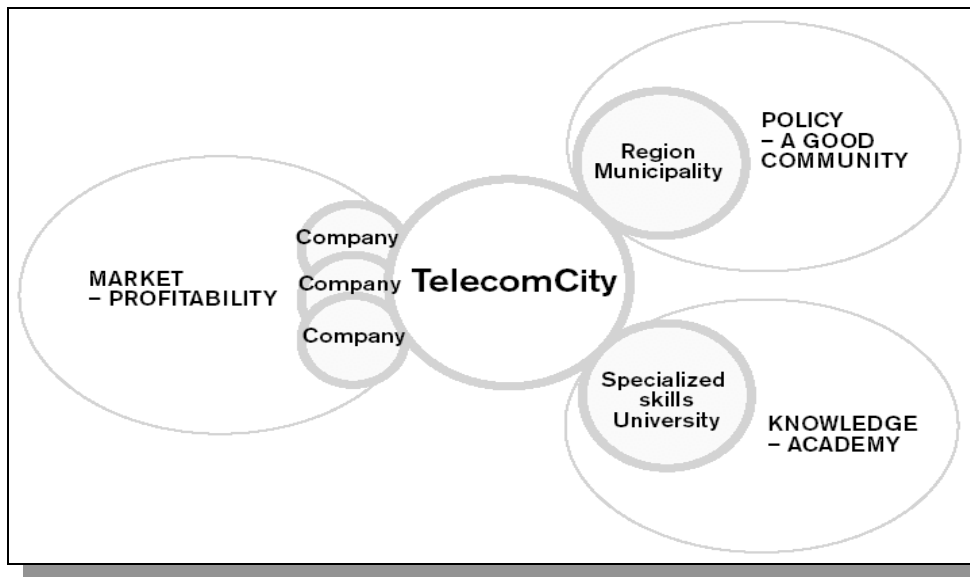 MARKET
– PROFITABILITY
Company
Company
Company
TelecomCity
Region
Municipality
POLICY
– A GOOD
COMMUNITY
Specialized
skills
University
KNOWLEDGE
– ACADEMY